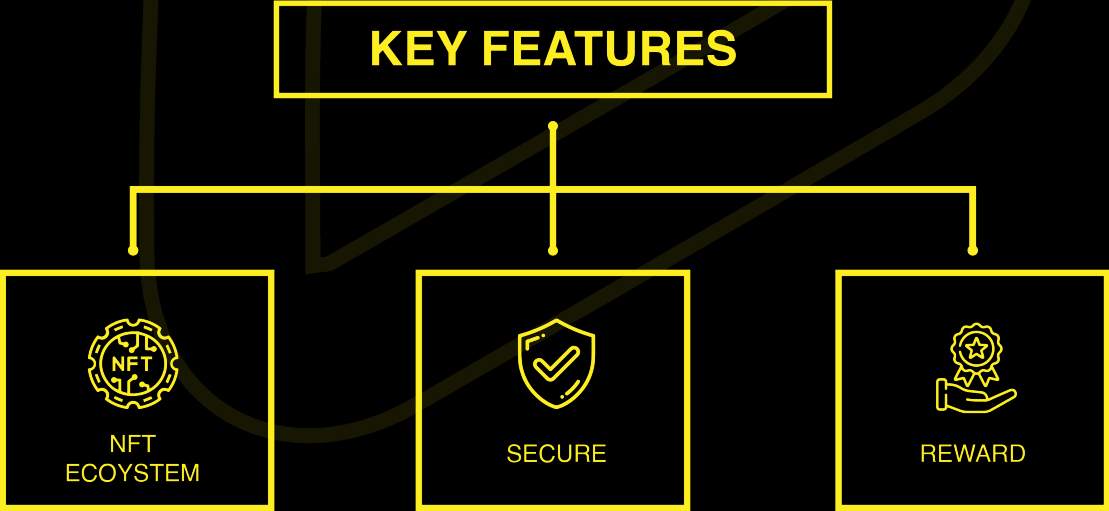 KEY FEATURES
NFT
NFT
ECOYSTEM
SECURE
REWARD